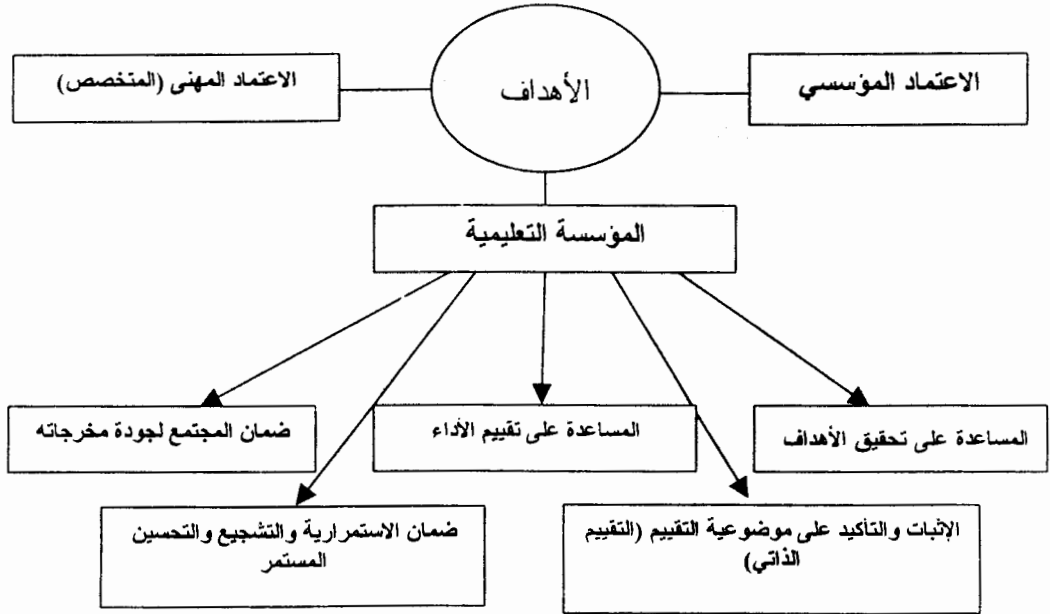 الأهداف
الاعتماد المؤسسي
الاعتماد المهنى (المتخصص)
المؤسسة التعليمية
المساعدة على تحقيق الأهداف
المساعدة على تقييم الأداء
ضمان المجتمع لجودة مخرجاته
الإثبات والتأكيد على موضوعية التقييم (التقييم
الذاتي)
ضمان الاستمرارية والتشجيع والتحسين
المستمر